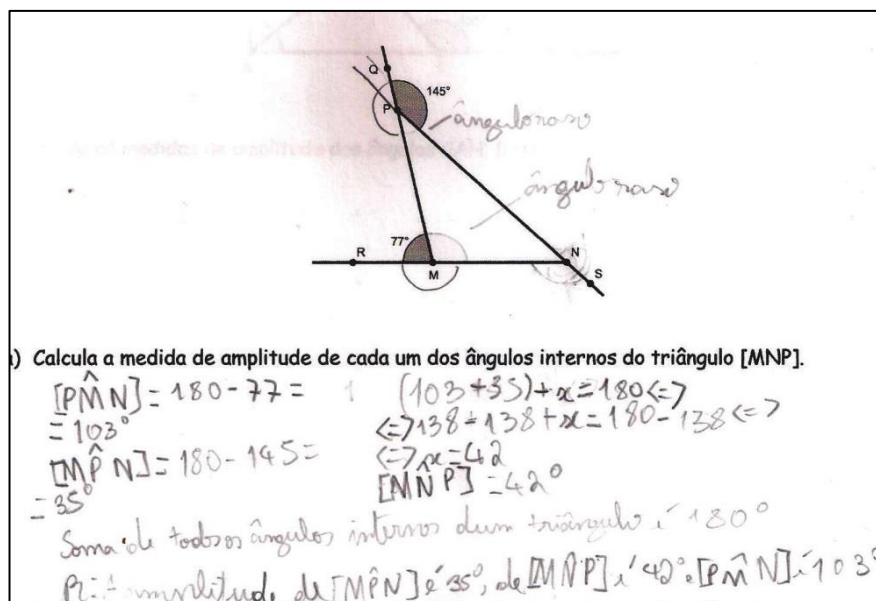 Q
145°
P
ângulo raso
ângulo raso
77°
R
M
N
S
) Calcula a medida de amplitude de cada um dos ângulos internos do triângulo [MNP].
[PM̂N] = 180 - 77 =
= 103°
[MP̂N] = 180 - 145 =
= 35°
(103 + 35) + x = 180 <=>
<=> 138 - 138 + x = 180 - 138 <=>
<=> x = 42
[MN̂P] = 42°
Soma de todos os ângulos internos dum triângulo é 180°
R: A amplitude de [MP̂N] é 35°, de [MN̂P] é 42° e [PM̂N] é 103°